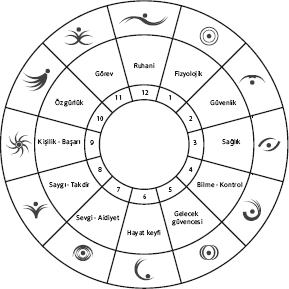 Ruhani
Fizyolojik
Güvenlik
Sağlık
Bilme - Kontrol
Gelecek
güvencesi
Hayat keyfi
Sevgi - Aidiyet
Saygı - Takdir
Kişilik - Başarı
Özgürlük
Görev
12
1
2
3
4
5
6
7
8
9
10
11